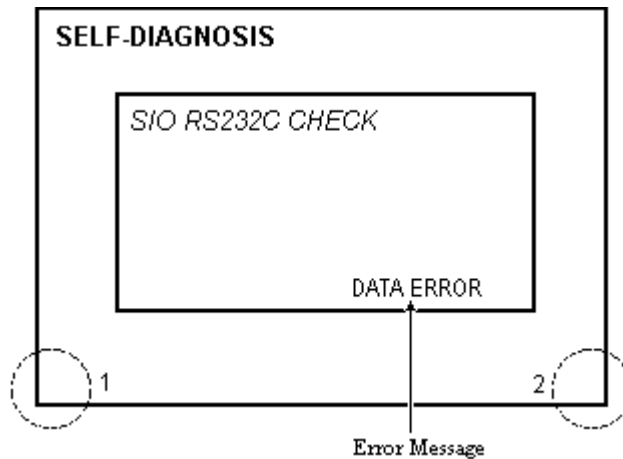 SELF-DIAGNOSIS
SIO RS232C CHECK
DATA ERROR
1
2
Error Message